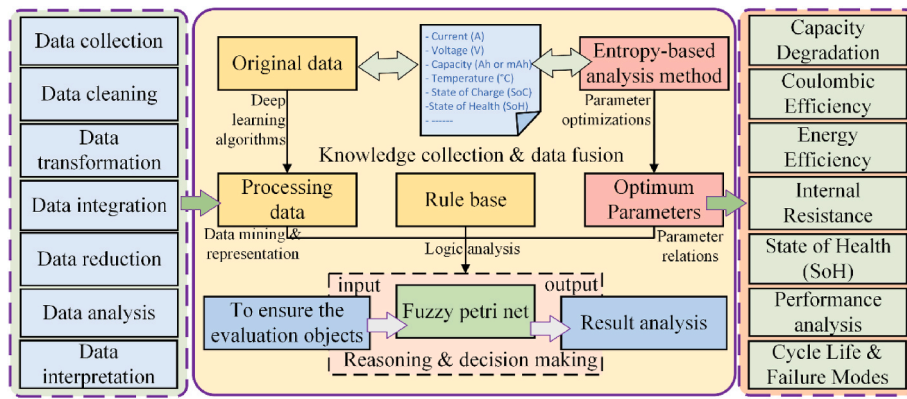 Data collection
Data cleaning
Data
transformation
Data integration
Data reduction
Data analysis
Data
interpretation
Original data
- Current (A)
- Voltage (V)
- Capacity (Ah or mAh)
- Temperature (°C)
- State of Charge (SoC)
-State of Health (SoH)
- ------
Entropy-based
analysis method
Deep
learning
algorithms
Parameter
optimizations
Knowledge collection & data fusion
Processing
data
Rule base
Optimum
Parameters
Data mining &
representation
Logic analysis
Parameter
relations
input
output
To ensure the
evaluation objects
Fuzzy petri net
Result analysis
Reasoning & decision making
Capacity
Degradation
Coulombic
Efficiency
Energy
Efficiency
Internal
Resistance
State of Health
(SoH)
Performance
analysis
Cycle Life &
Failure Modes